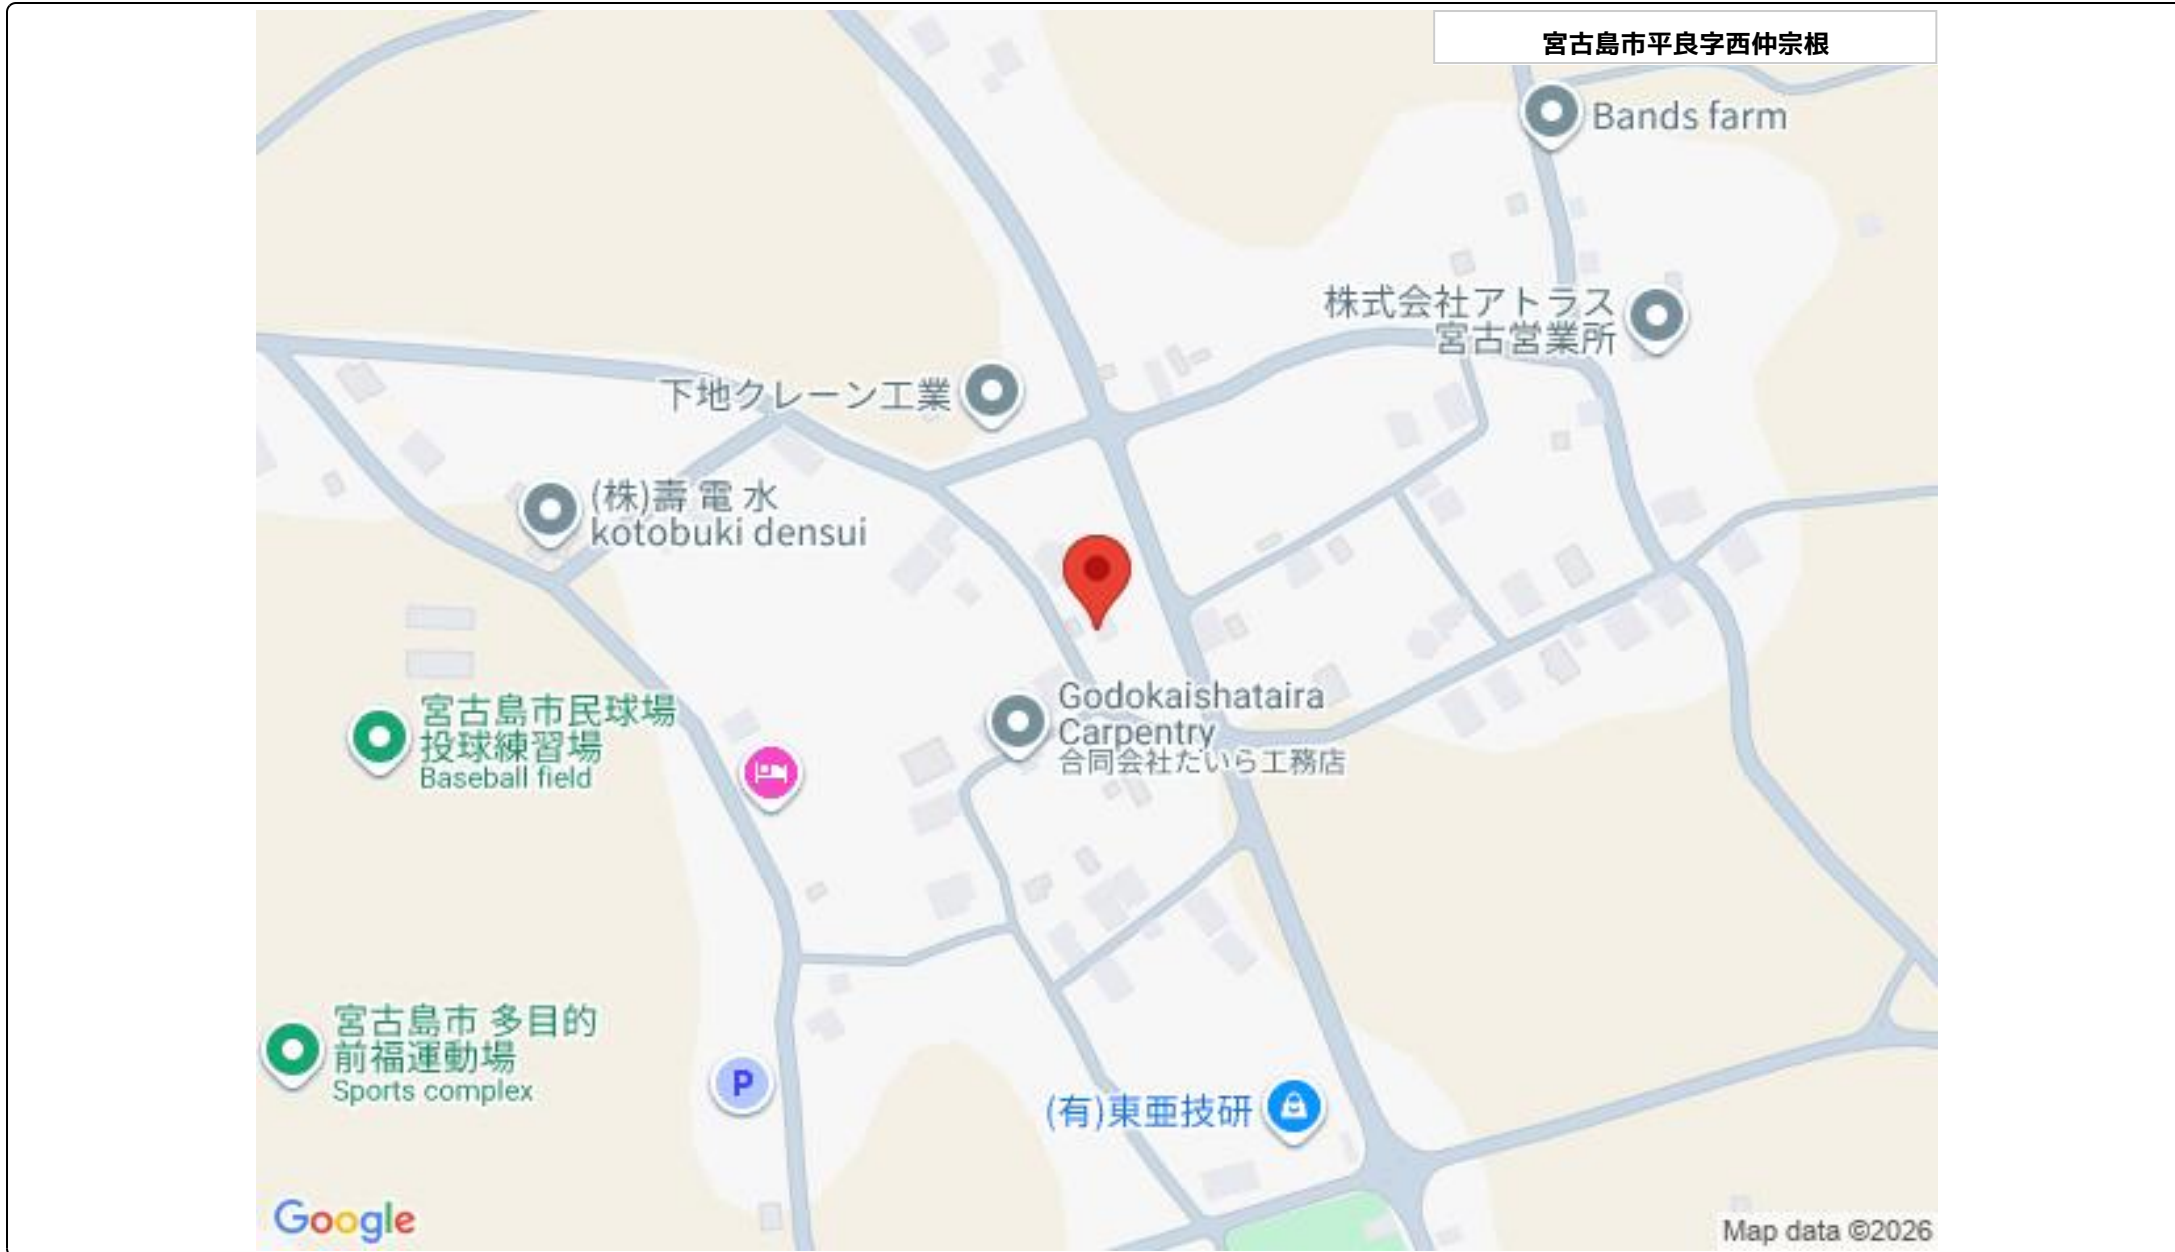 宮古島市平良字西仲宗根
Bands farm
株式会社アトラス
宮古営業所
下地クレーン工業
(株)壽 電 水
kotobuki densui
Godokaishataira
Carpentry
合同会社たいら工務店
宮古島市民球場
投球練習場
Baseball field
宮古島市 多目的
前福運動場
Sports complex
P
(有)東亜技研
Google
Map data ©2026